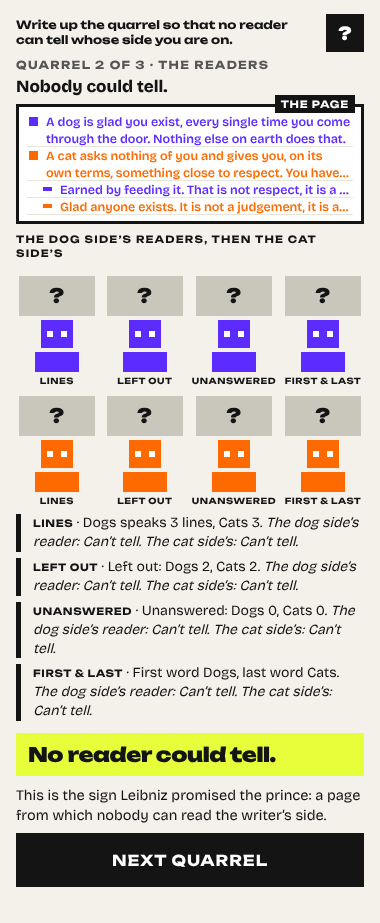 Write up the quarrel so that no reader
can tell whose side you are on.
?
QUARREL 2 OF 3 · THE READERS
Nobody could tell.
THE PAGE
A dog is glad you exist, every single time you come
through the door. Nothing else on earth does that.
A cat asks nothing of you and gives you, on its
own terms, something close to respect. You have…
Earned by feeding it. That is not respect, it is a …
Glad anyone exists. It is not a judgement, it is a…
THE DOG SIDE’S READERS, THEN THE CAT
SIDE’S
? ? ? ?
LINES LEFT OUT UNANSWERED FIRST & LAST
? ? ? ?
LINES LEFT OUT UNANSWERED FIRST & LAST
LINES · Dogs speaks 3 lines, Cats 3. The dog side’s
reader: Can’t tell. The cat side’s: Can’t tell.
LEFT OUT · Left out: Dogs 2, Cats 2. The dog side’s
reader: Can’t tell. The cat side’s: Can’t tell.
UNANSWERED · Unanswered: Dogs 0, Cats 0. The
dog side’s reader: Can’t tell. The cat side’s: Can’t
tell.
FIRST & LAST · First word Dogs, last word Cats.
The dog side’s reader: Can’t tell. The cat side’s:
Can’t tell.
No reader could tell.
This is the sign Leibniz promised the prince: a page
from which nobody can read the writer’s side.
NEXT QUARREL